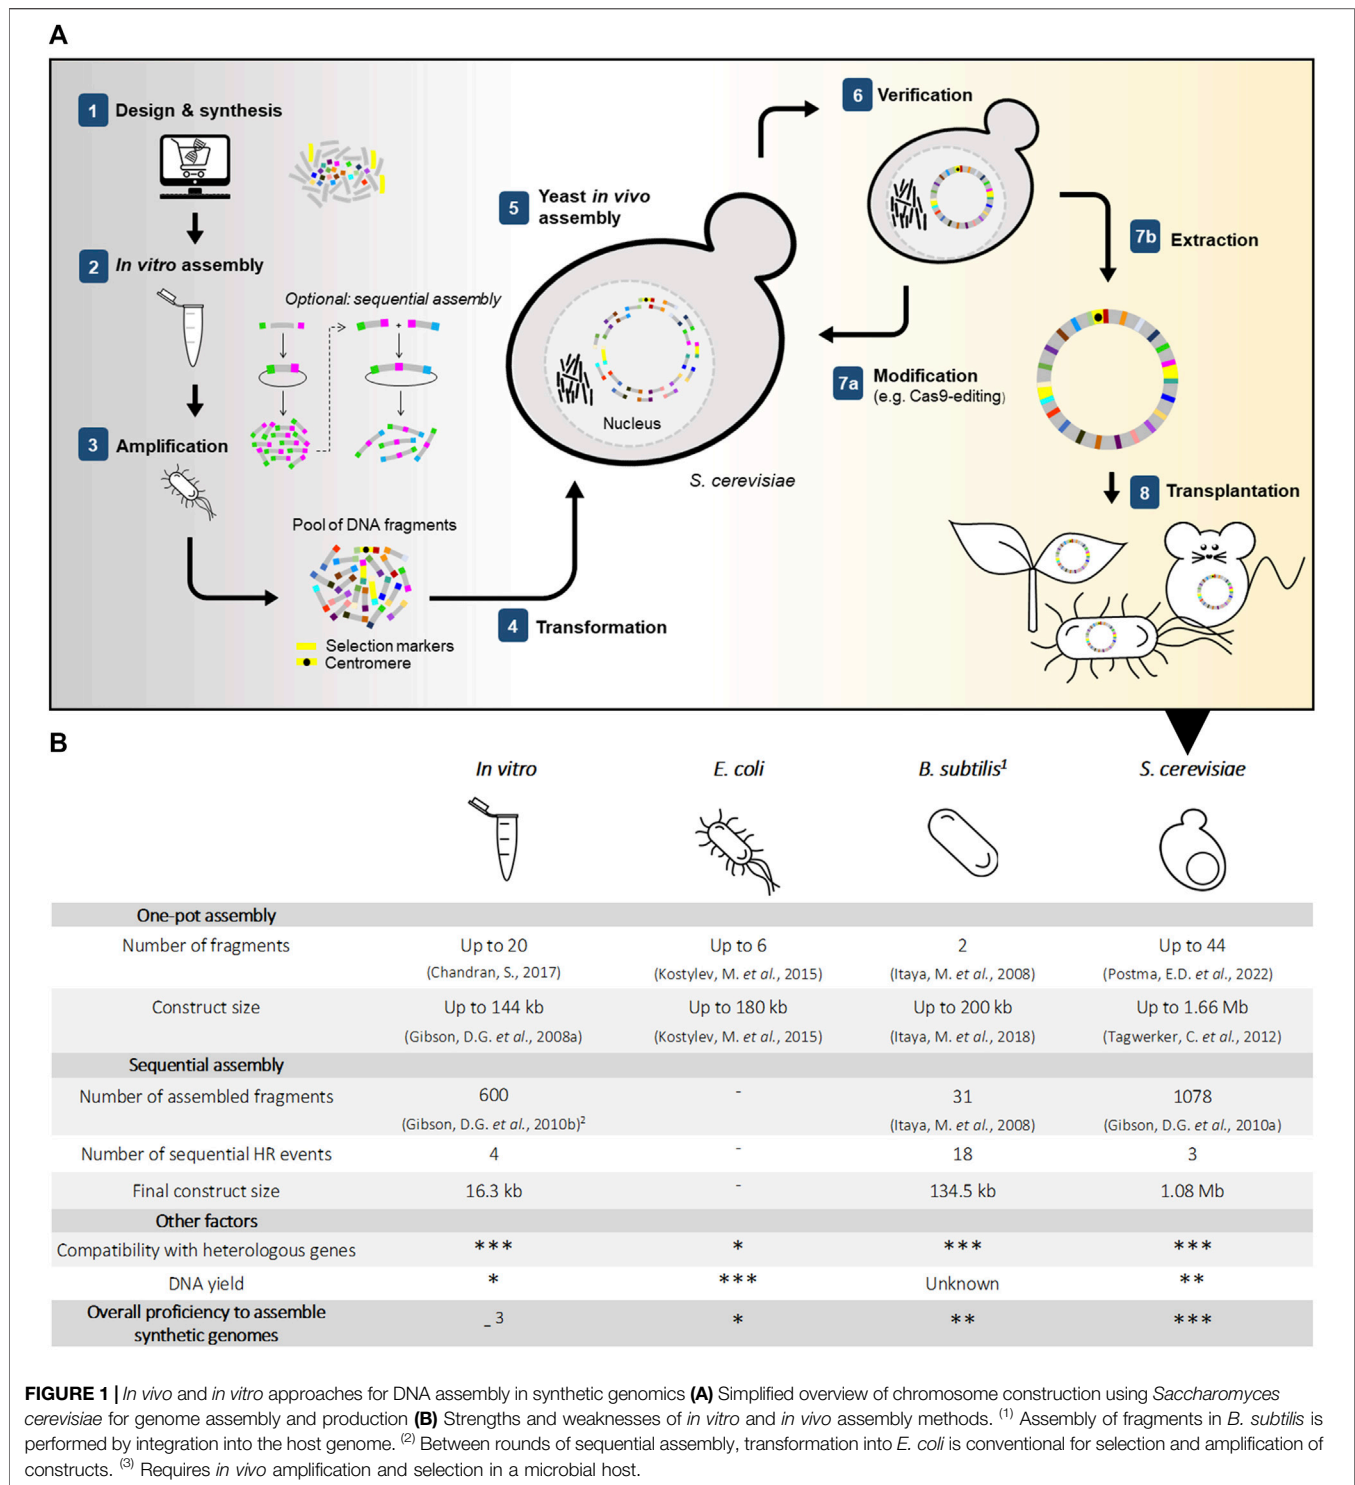 A
1 Design & synthesis
2 In vitro assembly
Optional: sequential assembly
+
3 Amplification
Pool of DNA fragments
Selection markers
Centromere
4 Transformation
5 Yeast in vivo
assembly
Nucleus
S. cerevisiae
6 Verification
7a Modification
(e.g. Cas9-editing)
7b Extraction
8 Transplantation
B
In vitro E. coli B. subtilis¹ S. cerevisiae
One-pot assembly
Number of fragments Up to 20 Up to 6 2 Up to 44
(Chandran, S., 2017) (Kostylev, M. et al., 2015) (Itaya, M. et al., 2008) (Postma, E.D. et al., 2022)
Construct size Up to 144 kb Up to 180 kb Up to 200 kb Up to 1.66 Mb
(Gibson, D.G. et al., 2008a) (Kostylev, M. et al., 2015) (Itaya, M. et al., 2018) (Tagwerker, C. et al., 2012)
Sequential assembly
Number of assembled fragments 600 - 31 1078
(Gibson, D.G. et al., 2010b)² (Itaya, M. et al., 2008) (Gibson, D.G. et al., 2010a)
Number of sequential HR events 4 - 18 3
Final construct size 16.3 kb - 134.5 kb 1.08 Mb
Other factors
Compatibility with heterologous genes *** * *** ***
DNA yield * *** Unknown **
Overall proficiency to assemble
synthetic genomes - ³ * ** ***
FIGURE 1 | In vivo and in vitro approaches for DNA assembly in synthetic genomics (A) Simplified overview of chromosome construction using Saccharomyces
cerevisiae for genome assembly and production (B) Strengths and weaknesses of in vitro and in vivo assembly methods. (1) Assembly of fragments in B. subtilis is
performed by integration into the host genome. (2) Between rounds of sequential assembly, transformation into E. coli is conventional for selection and amplification of
constructs. (3) Requires in vivo amplification and selection in a microbial host.